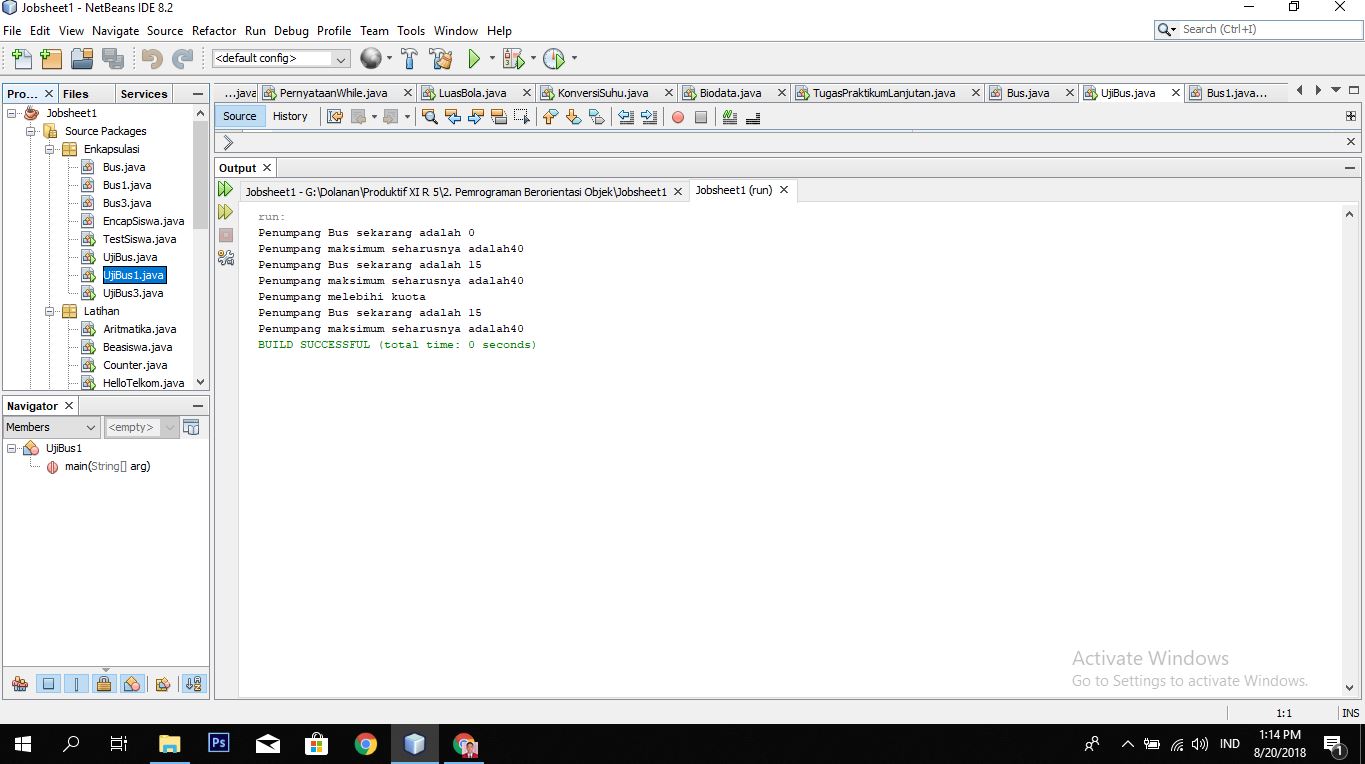 Jobsheet1 - NetBeans IDE 8.2
File Edit View Navigate Source Refactor Run Debug Profile Team Tools Window Help
Search (Ctrl+I)
<default config>
Pro... Files Services
...java PernyataanWhile.java LuasBola.java KonversiSuhu.java Biodata.java TugasPraktikumLanjutan.java Bus.java UjiBus.java Bus1.java...
Source History
Jobsheet1
Source Packages
Enkapsulasi
Bus.java
Bus1.java
Bus3.java
EncapSiswa.java
TestSiswa.java
UjiBus.java
UjiBus1.java
UjiBus3.java
Latihan
Aritmatika.java
Beasiswa.java
Counter.java
HelloTelkom.java
Navigator
Members <empty>
UjiBus1
main(String[] arg)
Output
Jobsheet1 - G:\Dolanan\Produktif XI R 5\2. Pemrograman Berorientasi Objek\Jobsheet1 Jobsheet1 (run)
run:
Penumpang Bus sekarang adalah 0
Penumpang maksimum seharusnya adalah40
Penumpang Bus sekarang adalah 15
Penumpang maksimum seharusnya adalah40
Penumpang melebihi kuota
Penumpang Bus sekarang adalah 15
Penumpang maksimum seharusnya adalah40
BUILD SUCCESSFUL (total time: 0 seconds)
Activate Windows
Go to Settings to activate Windows.
1:1 INS
Ps
IND
1:14 PM
8/20/2018
1